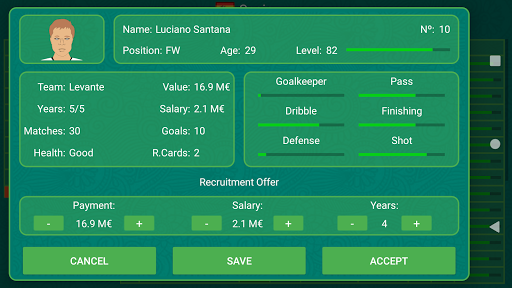 Name: Luciano Santana Nº: 10
Position: FW Age: 29 Level: 82
Team: Levante Value: 16.9 M€
Years: 5/5 Salary: 2.1 M€
Matches: 30 Goals: 10
Health: Good R.Cards: 2
Goalkeeper Pass
Dribble Finishing
Defense Shot
Recruitment Offer
Payment: Salary: Years:
- 16.9 M€ + - 2.1 M€ + - 4 +
CANCEL SAVE ACCEPT